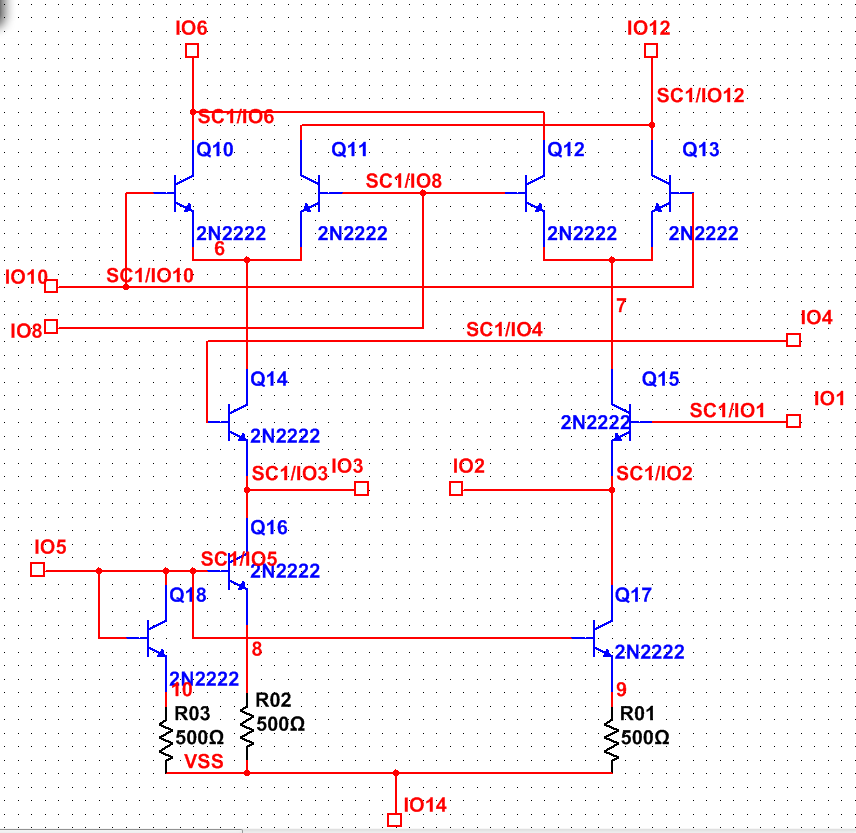 IO6
IO12
SC1/IO12
SC1/IO6
Q10
Q11
Q12
Q13
SC1/IO8
2N2222
2N2222
2N2222
2N2222
6
IO10
SC1/IO10
7
IO8
SC1/IO4
IO4
Q14
Q15
IO1
SC1/IO1
2N2222
2N2222
SC1/IO3
IO3
IO2
SC1/IO2
Q16
IO5
SC1/IO5
2N2222
Q18
Q17
8
2N2222
2N2222
10
9
R02
500Ω
R03
500Ω
R01
500Ω
VSS
IO14